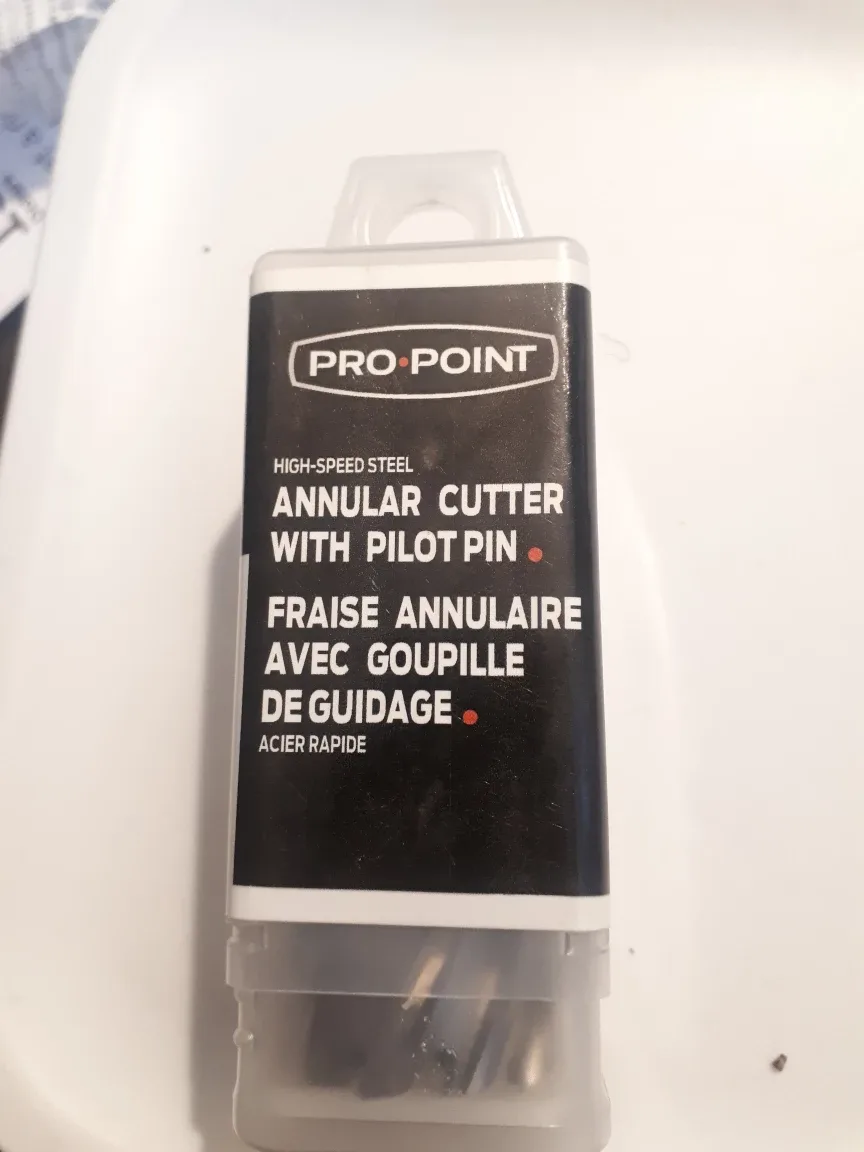 PRO•POINT
HIGH-SPEED STEEL
ANNULAR CUTTER
WITH PILOT PIN
FRAISE ANNULAIRE
AVEC GOUPILLE
DE GUIDAGE
ACIER RAPIDE